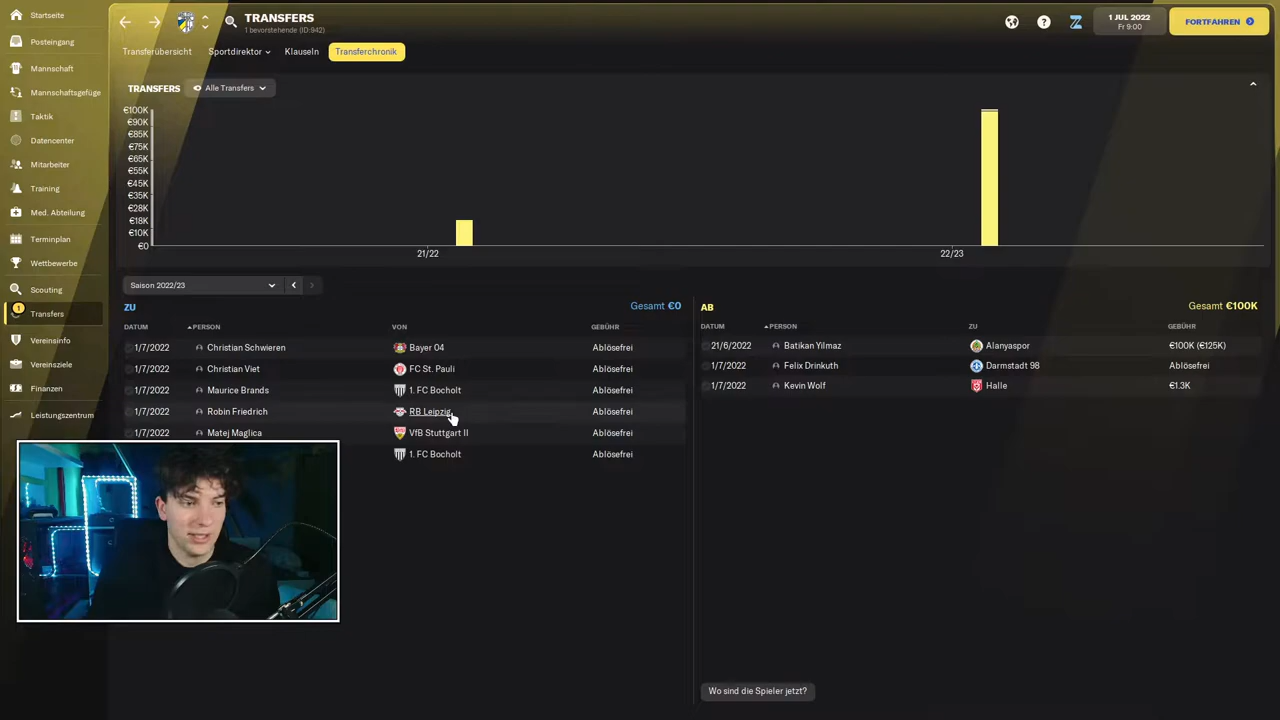 Startseite
Posteingang
Mannschaft
Mannschaftsgefüge
Taktik
Datencenter
Mitarbeiter
Training
Med. Abteilung
Terminplan
Wettbewerbe
Scouting
1
Transfers
Vereinsinfo
Vereinsziele
Finanzen
Leistungszentrum
TRANSFERS
1 bevorstehende (ID:942)
?
Z
1 JUL 2022
Fr 9:00
FORTFAHREN
Transferübersicht
Sportdirektor
Klauseln
Transferchronik
TRANSFERS
Alle Transfers
€100K
€90K
€85K
€75K
€65K
€55K
€45K
€35K
€28K
€18K
€10K
€0
21/22
22/23
Saison 2022/23
ZU
Gesamt €0
DATUM PERSON VON GEBÜHR
1/7/2022 Christian Schwieren Bayer 04 Ablösefrei
1/7/2022 Christian Viet FC St. Pauli Ablösefrei
1/7/2022 Maurice Brands 1. FC Bocholt Ablösefrei
1/7/2022 Robin Friedrich RB Leipzig Ablösefrei
1/7/2022 Matej Maglica VfB Stuttgart II Ablösefrei
1. FC Bocholt Ablösefrei
AB
Gesamt €100K
DATUM PERSON ZU GEBÜHR
21/6/2022 Batikan Yilmaz Alanyaspor €100K (€125K)
1/7/2022 Felix Drinkuth Darmstadt 98 Ablösefrei
1/7/2022 Kevin Wolf Halle €1.3K
Wo sind die Spieler jetzt?